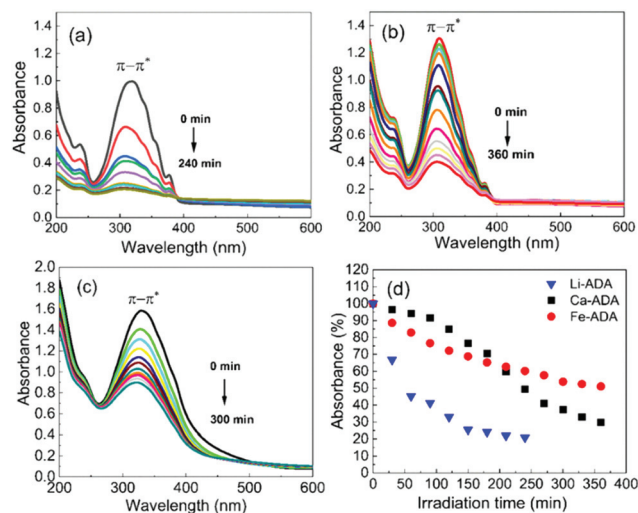 (a)
π−π*
0 min
240 min
Absorbance
1.4
1.2
1.0
0.8
0.6
0.4
0.2
0.0
200 300 400 500 600
Wavelength (nm)
(b)
π−π*
0 min
360 min
Absorbance
1.4
1.2
1.0
0.8
0.6
0.4
0.2
0.0
200 300 400 500 600
Wavelength (nm)
(c)
π−π*
0 min
300 min
Absorbance
2.0
1.8
1.6
1.4
1.2
1.0
0.8
0.6
0.4
0.2
0.0
200 300 400 500 600
Wavelength (nm)
(d)
Li-ADA
Ca-ADA
Fe-ADA
Absorbance (%)
120
110
100
90
80
70
60
50
40
30
20
10
0
0 50 100 150 200 250 300 350 400
Irradiation time (min)